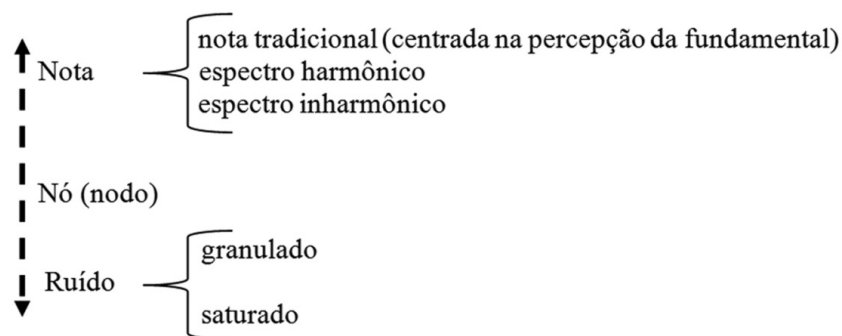 nota tradicional (centrada na percepção da fundamental)
Nota
espectro harmônico
espectro inharmônico
Nó (nodo)
granulado
Ruído
saturado